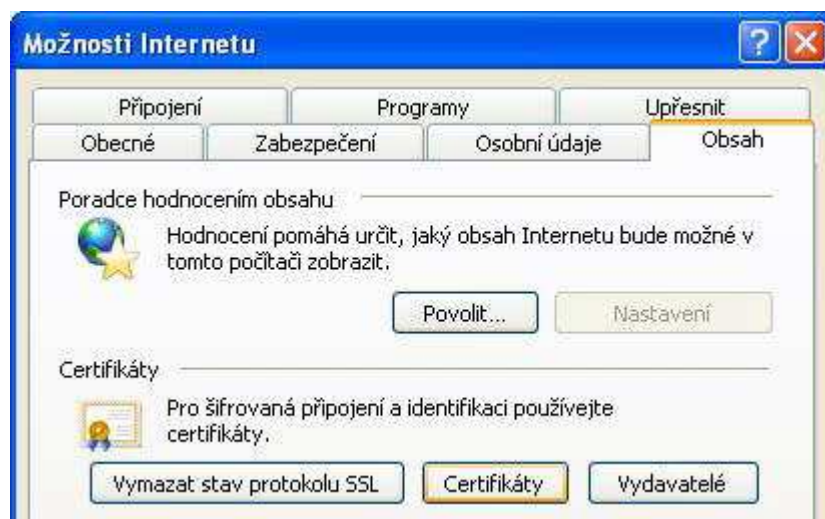 Možnosti Internetu
Připojení Programy Upřesnit
Obecné Zabezpečení Osobní údaje Obsah
Poradce hodnocením obsahu
Hodnocení pomáhá určit, jaký obsah Internetu bude možné v
tomto počítači zobrazit.
Povolit... Nastavení
Certifikáty
Pro šifrovaná připojení a identifikaci používejte
certifikáty.
Vymazat stav protokolu SSL Certifikáty Vydavatelé